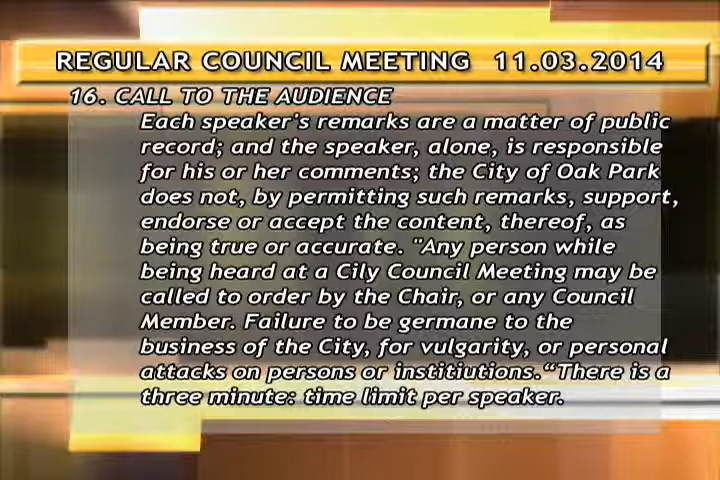 REGULAR COUNCIL MEETING 11.03.2014
16. CALL TO THE AUDIENCE
Each speaker's remarks are a matter of public
record; and the speaker, alone, is responsible
for his or her comments; the City of Oak Park
does not, by permitting such remarks, support,
endorse or accept the content, thereof, as
being true or accurate. "Any person while
being heard at a Cily Council Meeting may be
called to order by the Chair, or any Council
Member. Failure to be germane to the
business of the City, for vulgarity, or personal
attacks on persons or institiutions.“There is a
three minute: time limit per speaker.